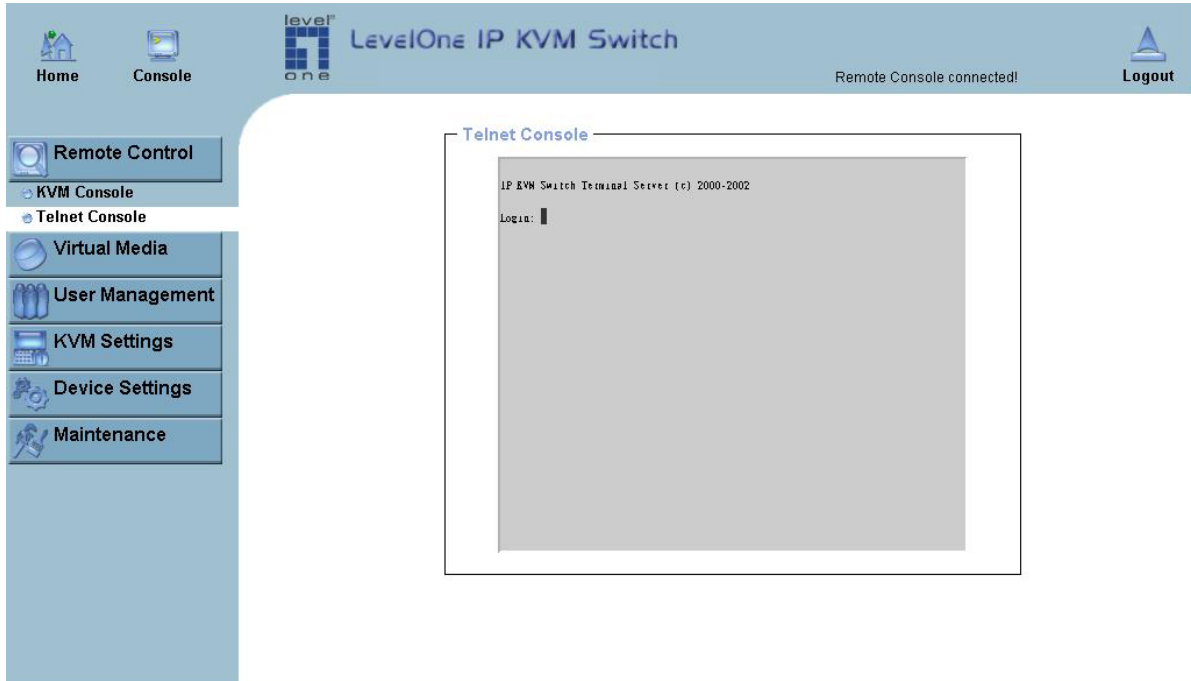 level™
one
LevelOne IP KVM Switch
Home
Console
Remote Console connected!
Logout
Remote Control
KVM Console
Telnet Console
Virtual Media
User Management
KVM Settings
Device Settings
Maintenance
Telnet Console
IP KVM Switch Terminal Server (c) 2000-2002
Login: